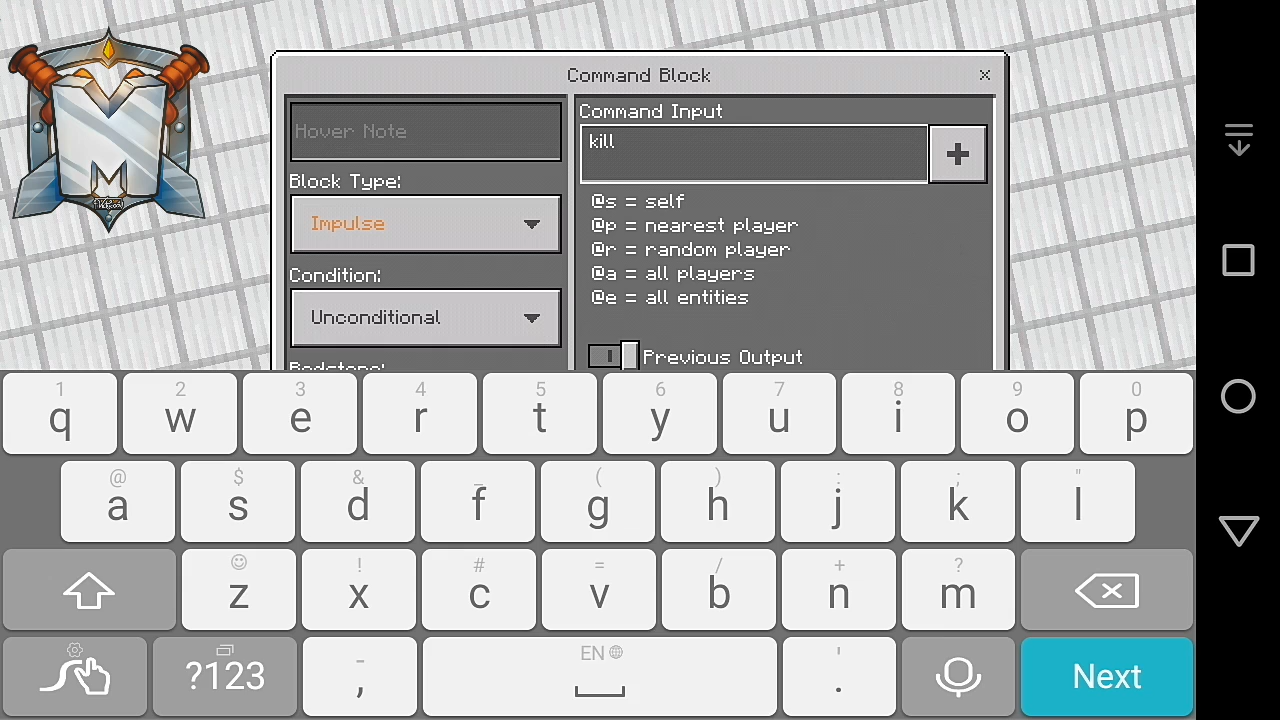 Command Block
Hover Note
Block Type:
Impulse
Condition:
Unconditional
Command Input
kill
+
@s = self
@p = nearest player
@r = random player
@a = all players
@e = all entities
Previous Output
1 2 3 4 5 6 7 8 9 0
q w e r t y u i o p
@ $ & _ ( ) : ; "
a s d f g h j k l
! # = / + ?
z x c v b n m
?123 , - EN . ' Next
M